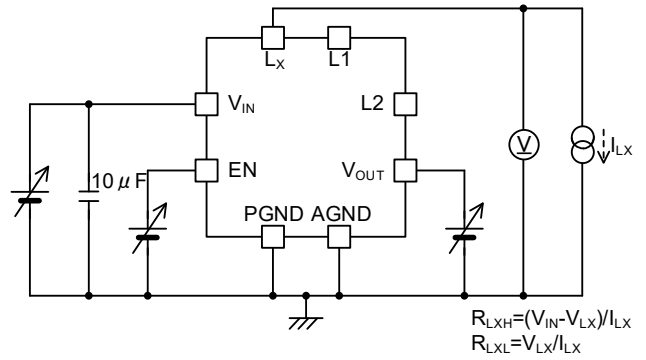 Lx L1
VIN L2
V
ILX
EN VOUT
10μF
PGND AGND
RLXH=(VIN-VLX)/ILX
RLXL=VLX/ILX